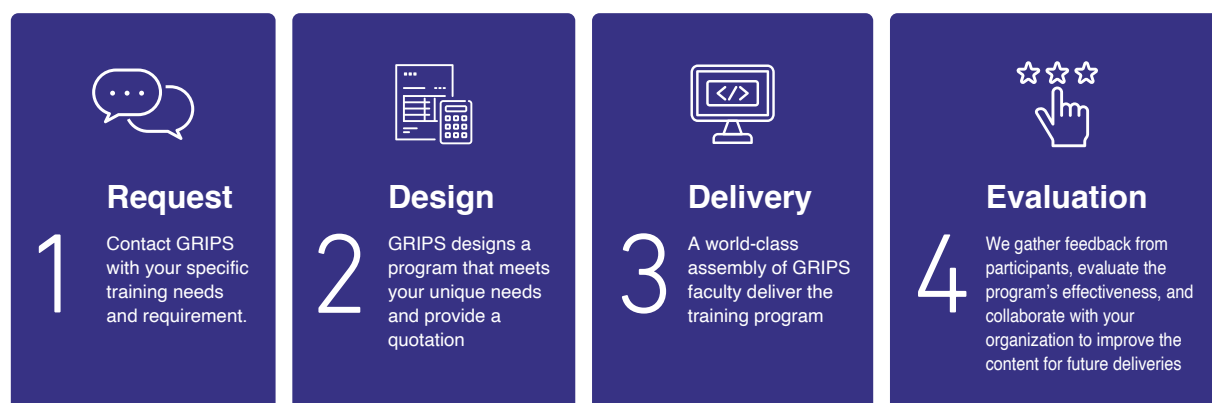 Request
1
Contact GRIPS
with your specific
training needs
and requirement.
Design
2
GRIPS designs a
program that meets
your unique needs
and provide a
quotation
</>
Delivery
3
A world-class
assembly of GRIPS
faculty deliver the
training program
Evaluation
4
We gather feedback from
participants, evaluate the
program's effectiveness, and
collaborate with your
organization to improve the
content for future deliveries